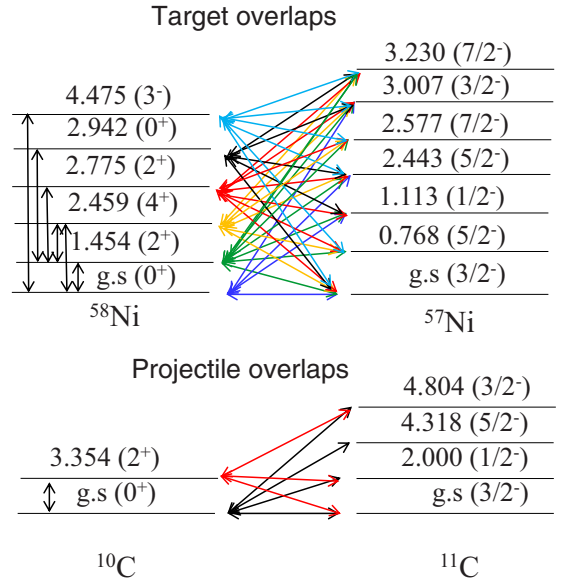 Target overlaps
3.230 (7/2⁻)
3.007 (3/2⁻)
2.577 (7/2⁻)
2.443 (5/2⁻)
1.113 (1/2⁻)
0.768 (5/2⁻)
g.s (3/2⁻)
⁵⁷Ni
4.475 (3⁻)
2.942 (0⁺)
2.775 (2⁺)
2.459 (4⁺)
1.454 (2⁺)
g.s (0⁺)
⁵⁸Ni
Projectile overlaps
4.804 (3/2⁻)
4.318 (5/2⁻)
2.000 (1/2⁻)
g.s (3/2⁻)
¹¹C
3.354 (2⁺)
g.s (0⁺)
¹⁰C